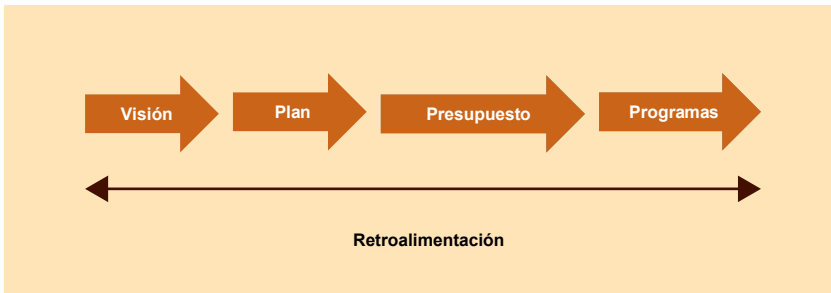 Visión
Plan
Presupuesto
Programas
Retroalimentación